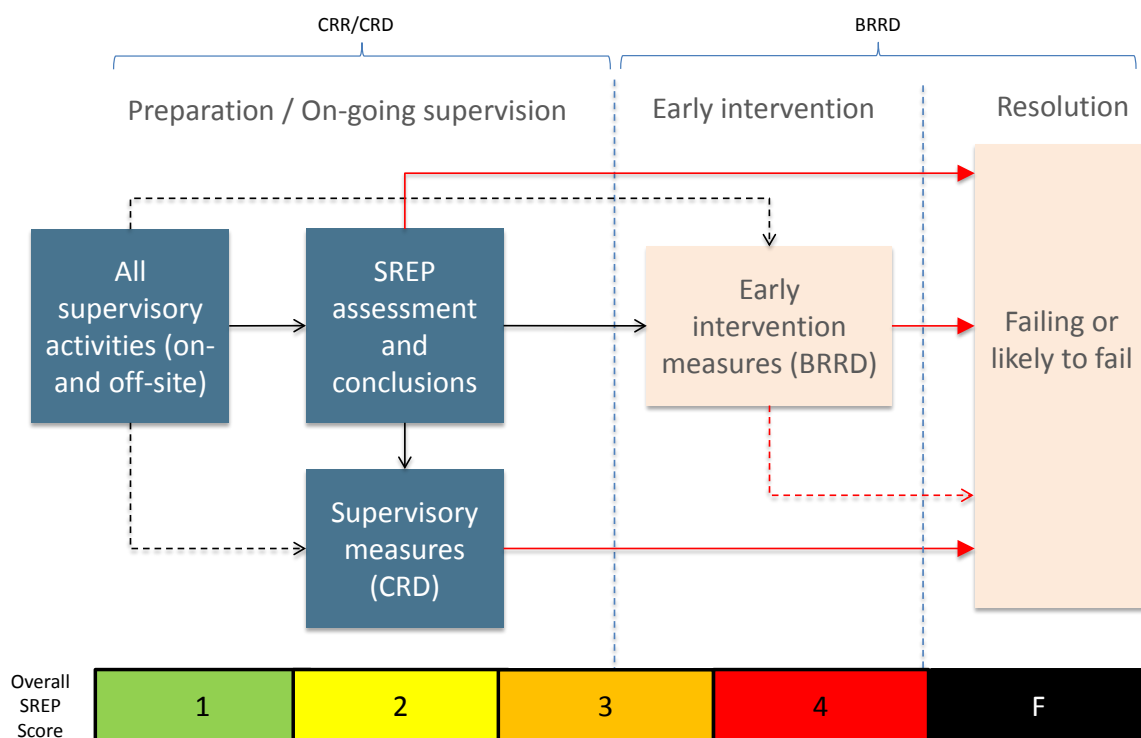 CRR/CRD
BRRD
Preparation / On-going supervision
Early intervention
Resolution
All
supervisory
activities (on-
and off-site)
SREP
assessment
and
conclusions
Early
intervention
measures (BRRD)
Failing or
likely to fail
Supervisory
measures
(CRD)
Overall
SREP
Score
1
2
3
4
F